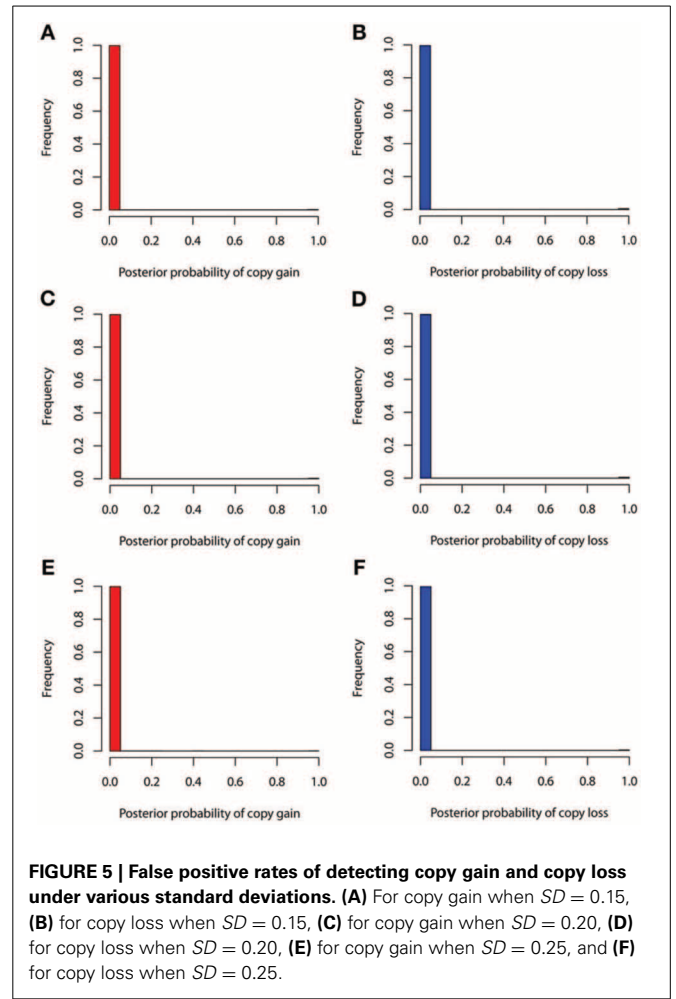 A
B
Frequency
1.0
0.8
0.6
0.4
0.2
0.0
0.0 0.2 0.4 0.6 0.8 1.0
Posterior probability of copy gain
Frequency
1.0
0.8
0.6
0.4
0.2
0.0
0.0 0.2 0.4 0.6 0.8 1.0
Posterior probability of copy loss
C
D
Frequency
1.0
0.8
0.6
0.4
0.2
0.0
0.0 0.2 0.4 0.6 0.8 1.0
Posterior probability of copy gain
Frequency
1.0
0.8
0.6
0.4
0.2
0.0
0.0 0.2 0.4 0.6 0.8 1.0
Posterior probability of copy loss
E
F
Frequency
1.0
0.8
0.6
0.4
0.2
0.0
0.0 0.2 0.4 0.6 0.8 1.0
Posterior probability of copy gain
Frequency
1.0
0.8
0.6
0.4
0.2
0.0
0.0 0.2 0.4 0.6 0.8 1.0
Posterior probability of copy loss
FIGURE 5 | False positive rates of detecting copy gain and copy loss
under various standard deviations. (A) For copy gain when SD = 0.15,
(B) for copy loss when SD = 0.15, (C) for copy gain when SD = 0.20, (D)
for copy loss when SD = 0.20, (E) for copy gain when SD = 0.25, and (F)
for copy loss when SD = 0.25.